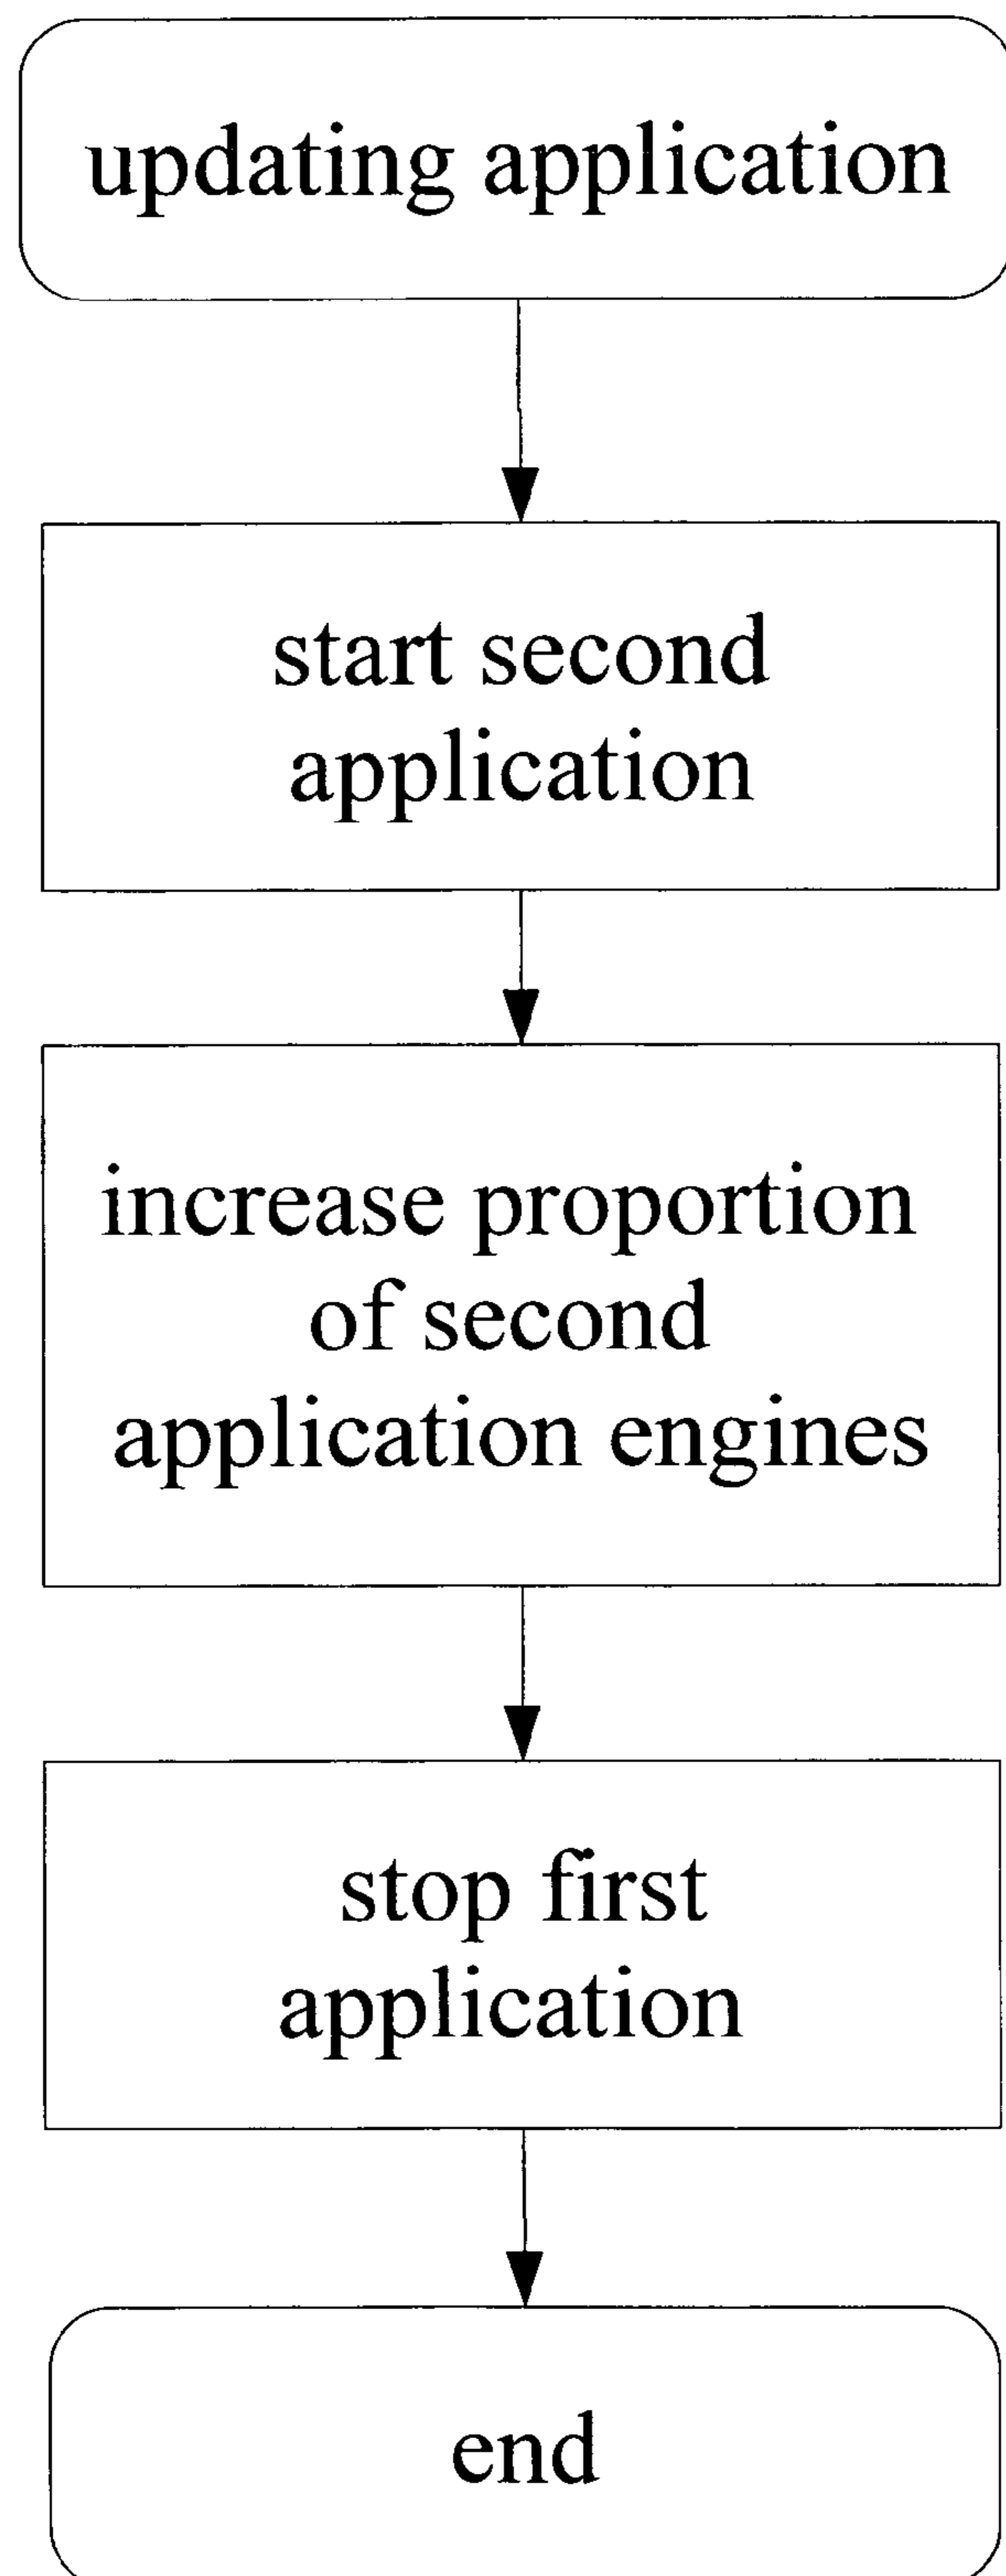 updating application
start second
application
increase proportion
of second
application engines
stop first
application
end